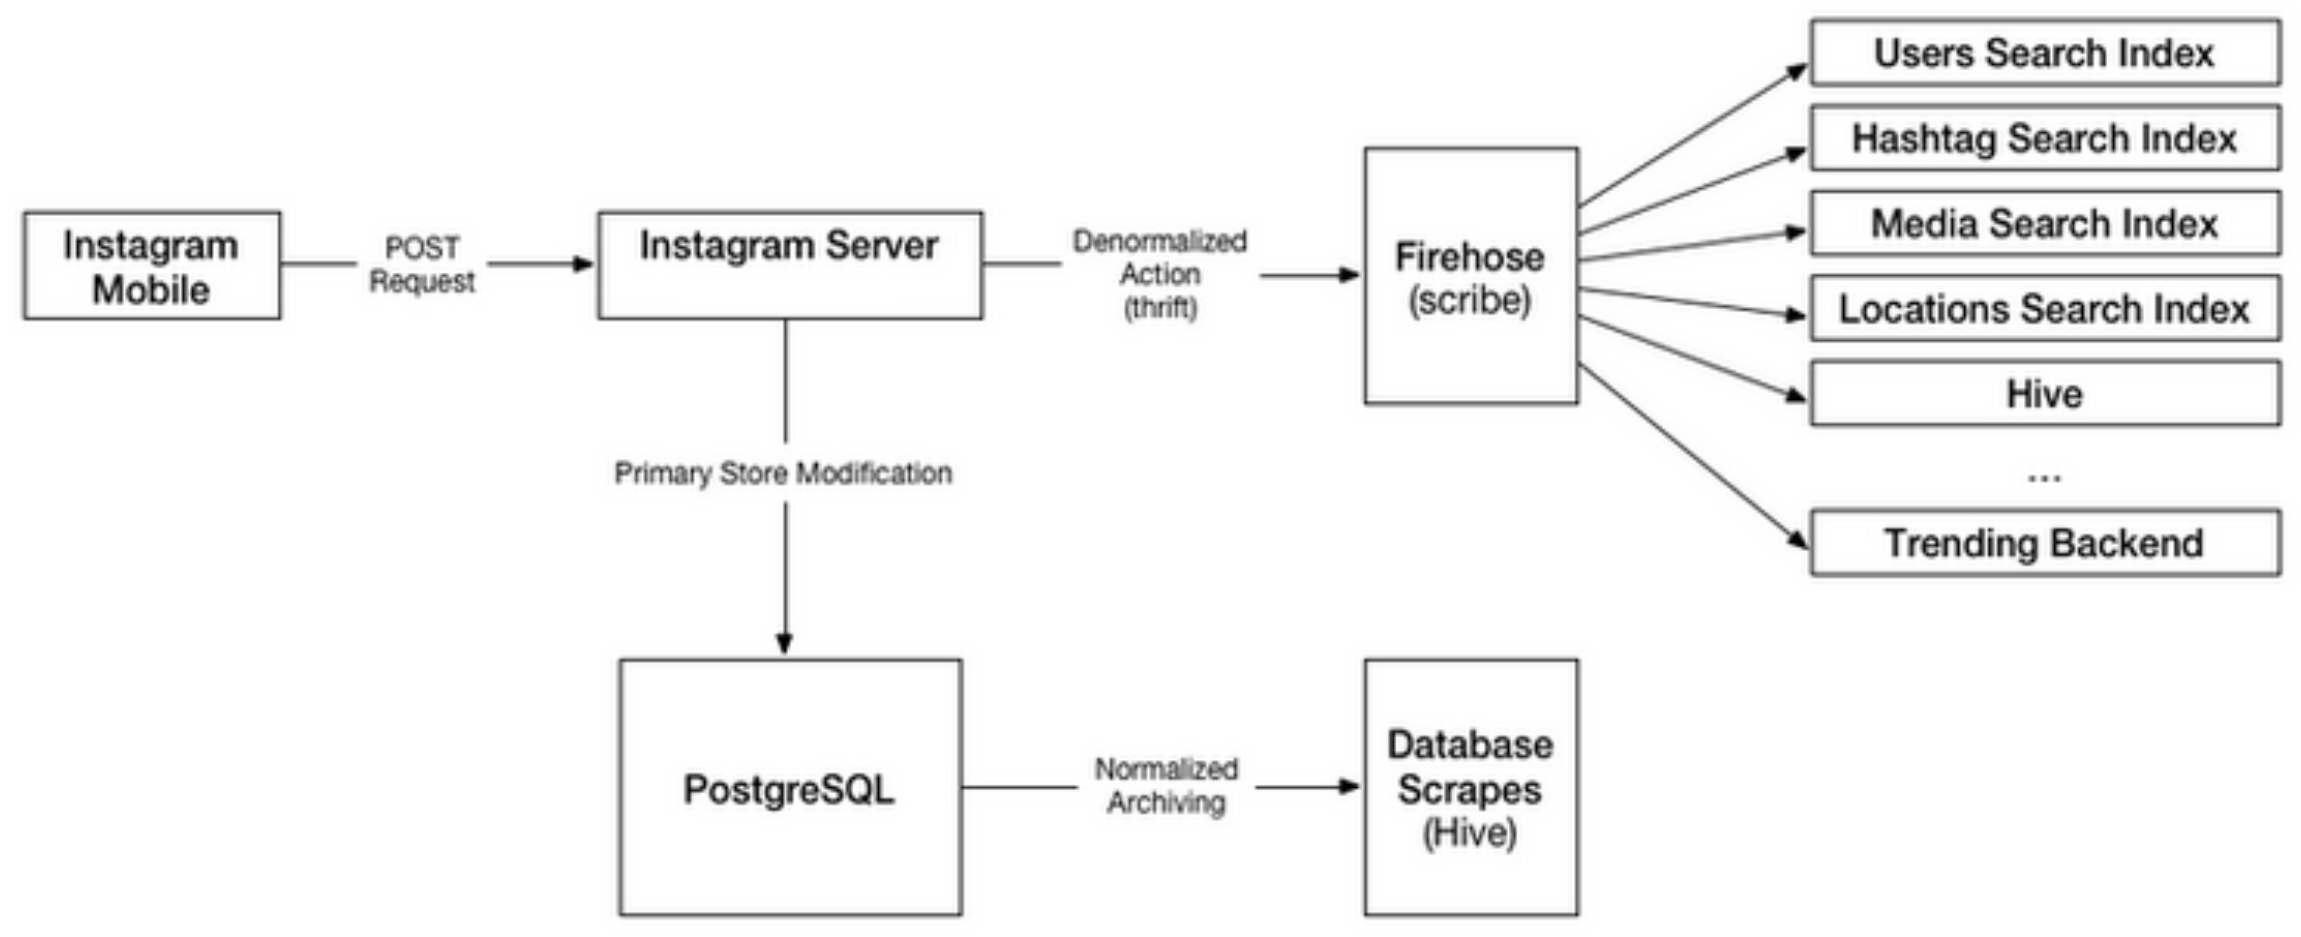 Instagram
Mobile
POST
Request
Instagram Server
Denormalized
Action
(thrift)
Firehose
(scribe)
Users Search Index
Hashtag Search Index
Media Search Index
Locations Search Index
Hive
...
Trending Backend
Primary Store Modification
PostgreSQL
Normalized
Archiving
Database
Scrapes
(Hive)